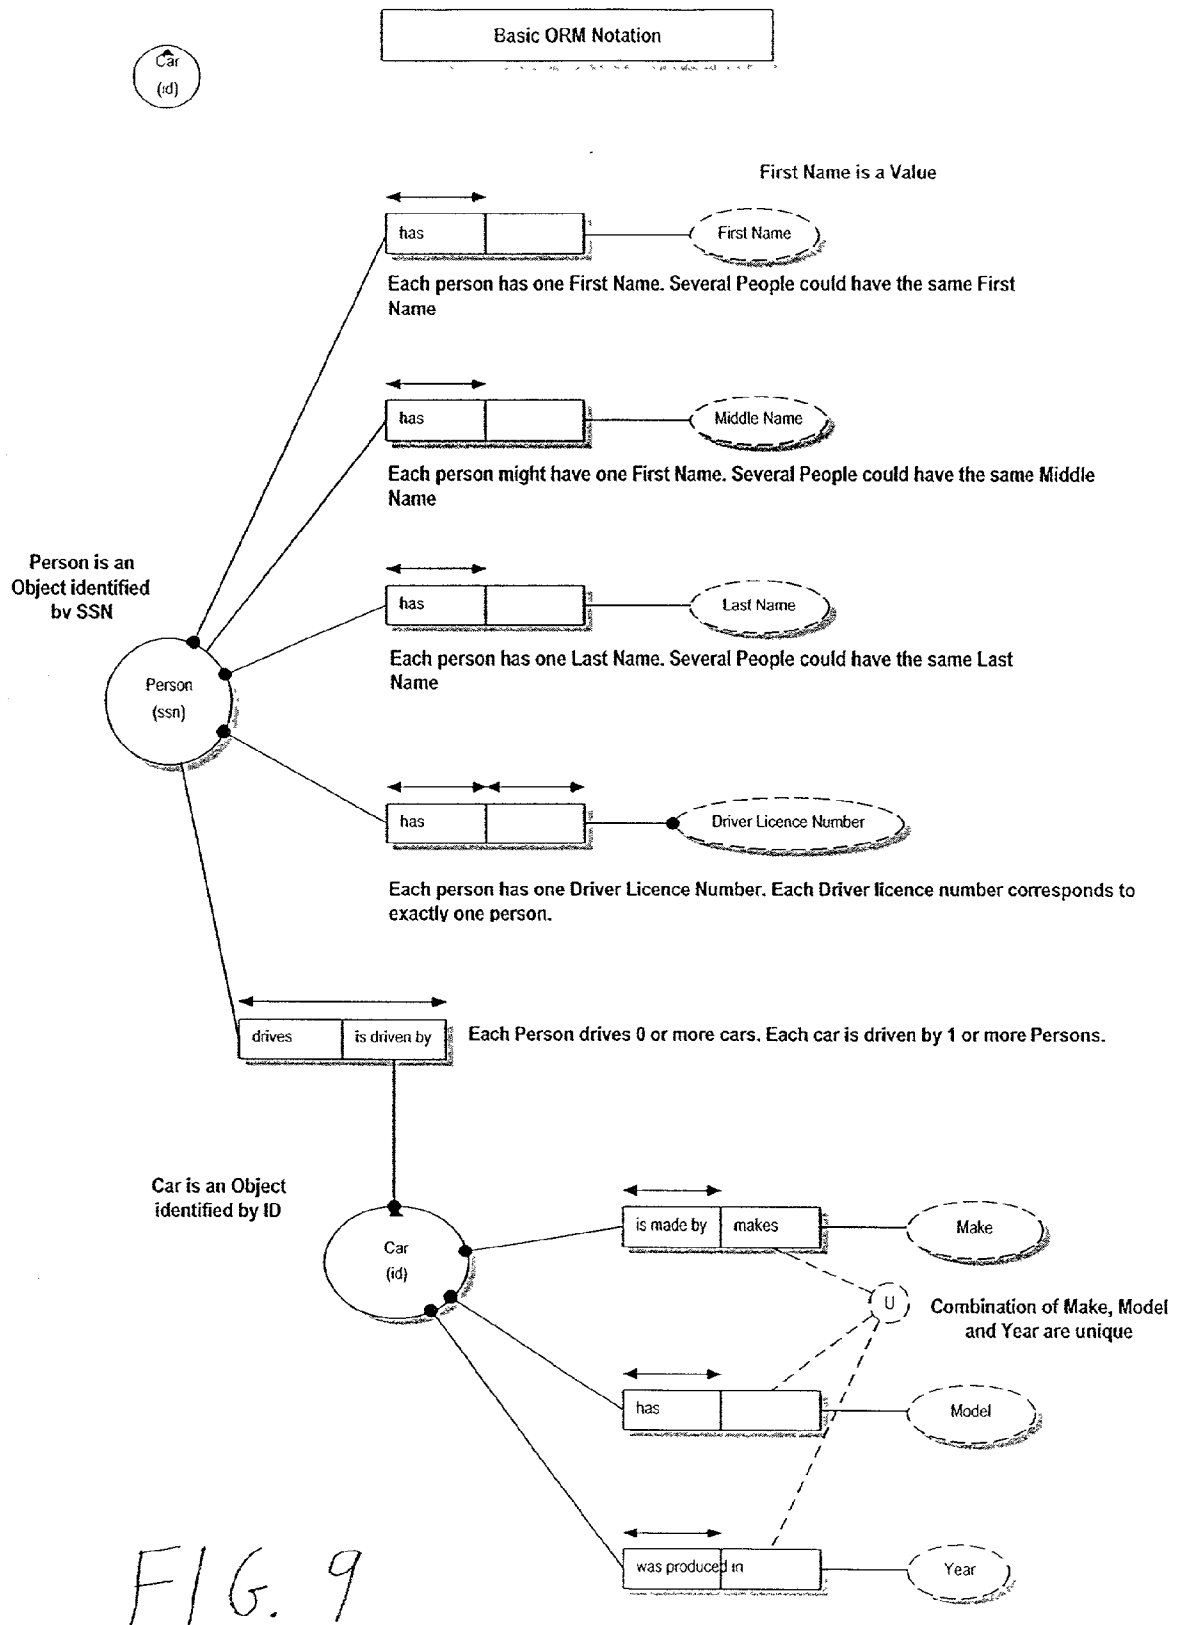 Basic ORM Notation
Car
(id)
First Name is a Value
has
First Name
Each person has one First Name. Several People could have the same First
Name
has
Middle Name
Each person might have one First Name. Several People could have the same Middle
Name
Person is an
Object identified
by SSN
has
Last Name
Each person has one Last Name. Several People could have the same Last
Name
Person
(ssn)
has
Driver Licence Number
Each person has one Driver Licence Number. Each Driver licence number corresponds to
exactly one person.
drives
is driven by
Each Person drives 0 or more cars. Each car is driven by 1 or more Persons.
Car is an Object
identified by ID
Car
(id)
is made by
makes
Make
U
Combination of Make, Model
and Year are unique
has
Model
was produced in
Year
FIG. 9